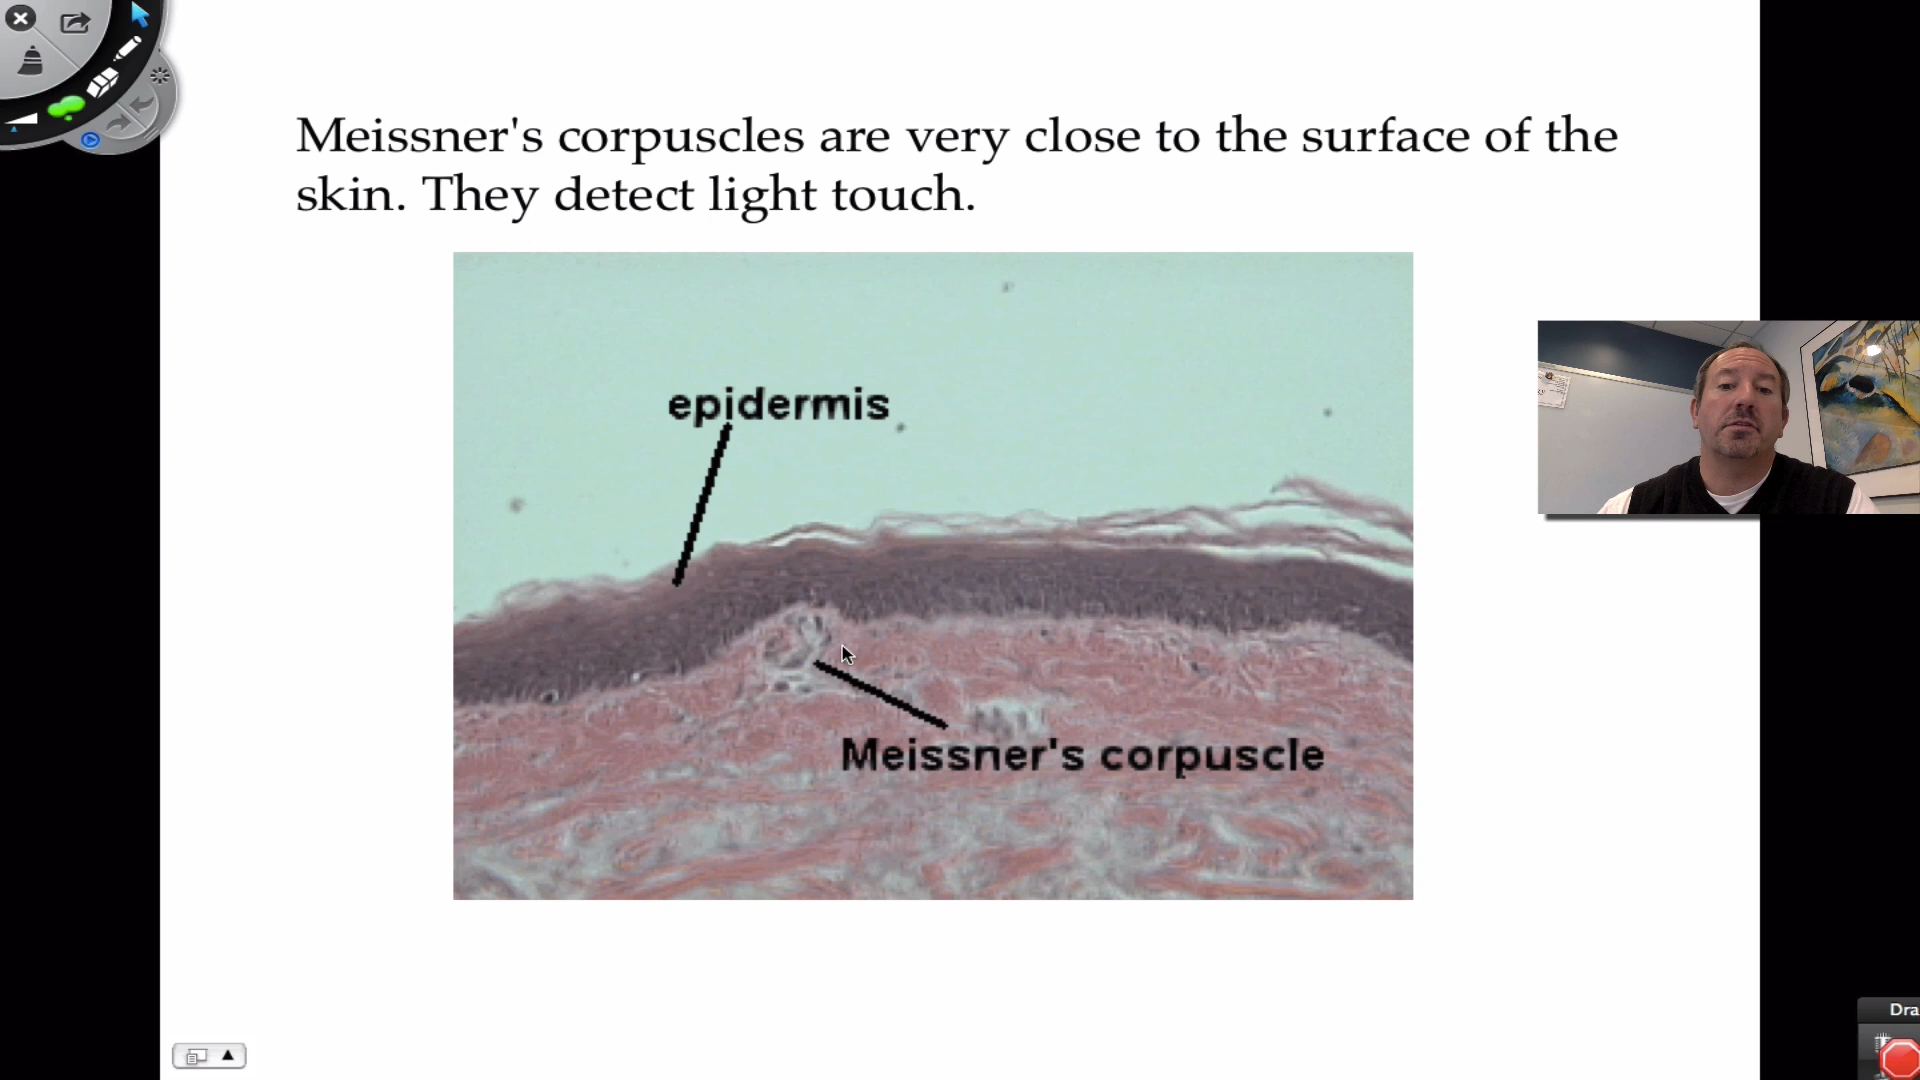 Meissner's corpuscles are very close to the surface of the
skin. They detect light touch.
epidermis
Meissner's corpuscle
Dra